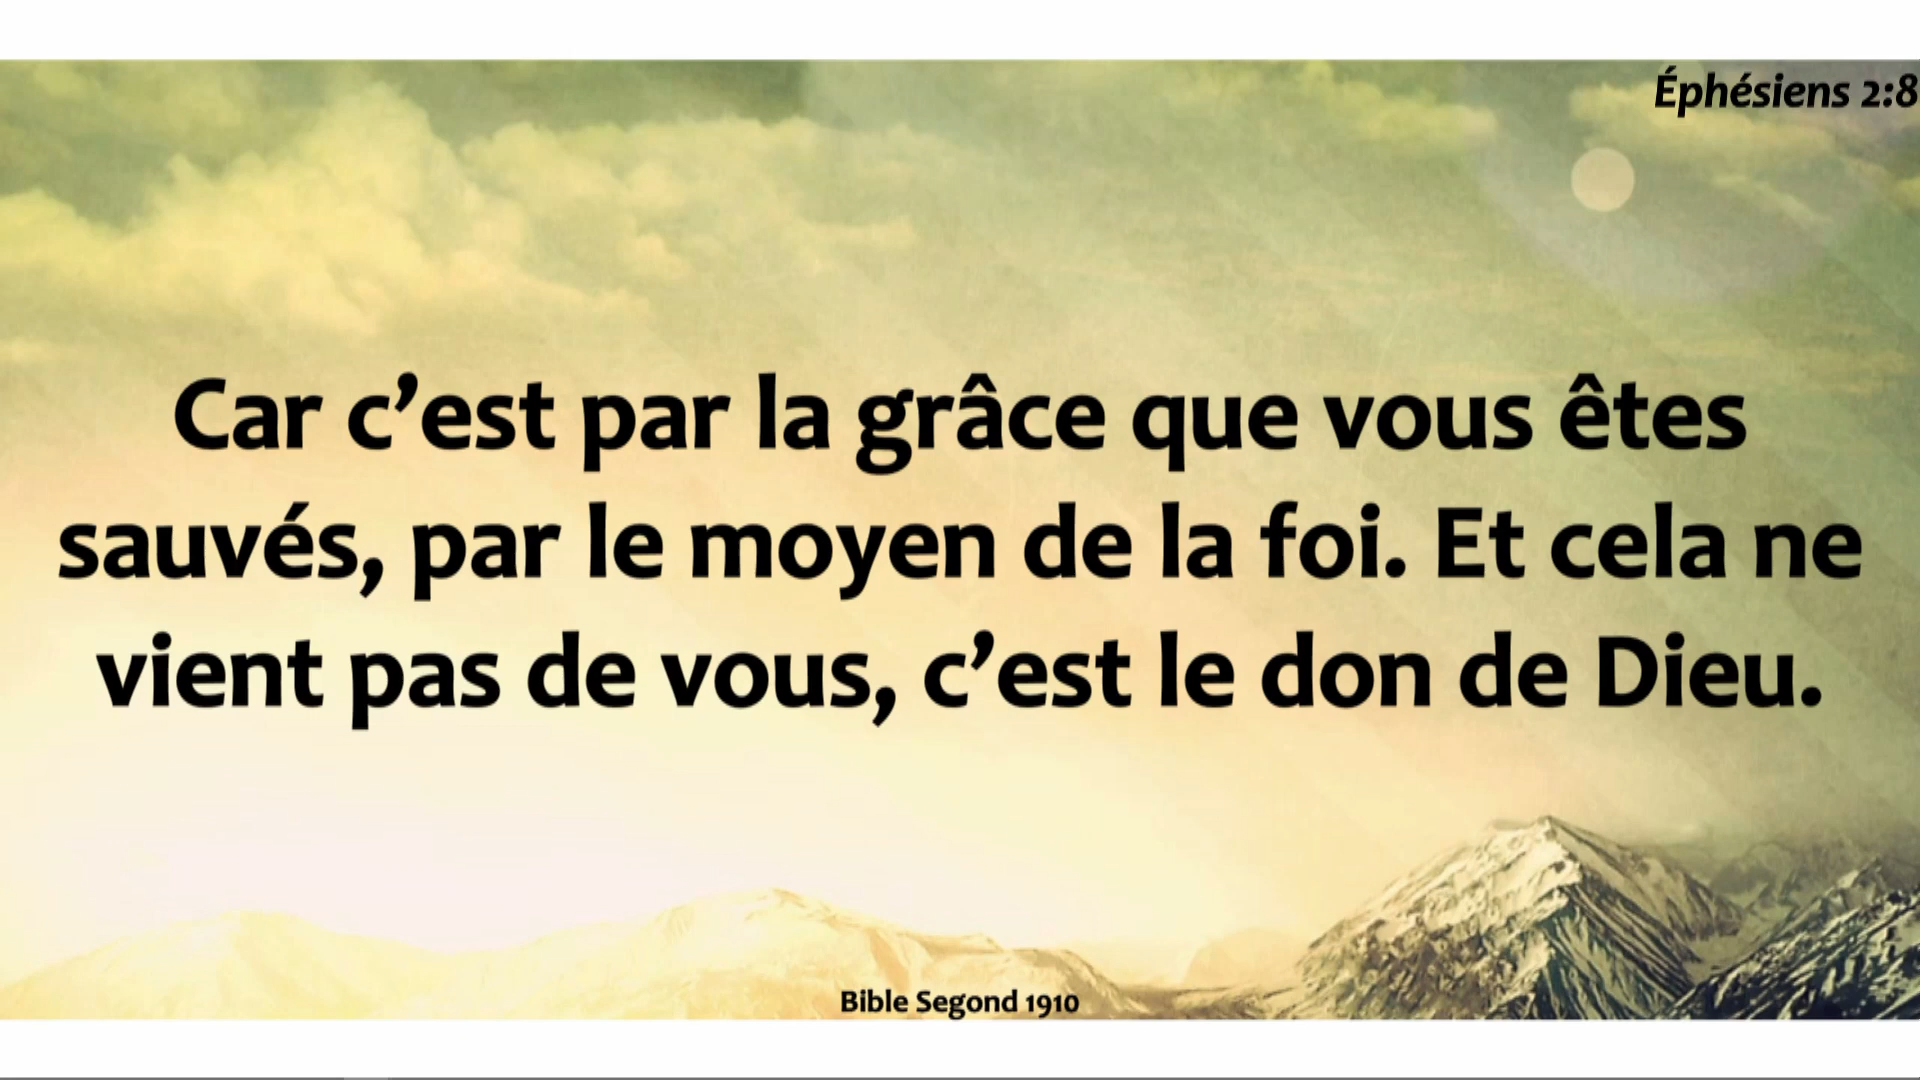 Éphésiens 2:8
Car c’est par la grâce que vous êtes
sauvés, par le moyen de la foi. Et cela ne
vient pas de vous, c’est le don de Dieu.
Bible Segond 1910